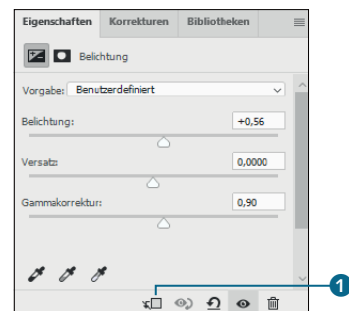 Eigenschaften Korrekturen Bibliotheken
Belichtung
Vorgabe: Benutzerdefiniert
Belichtung: +0,56
Versatz: 0,0000
Gammakorrektur: 0,90
1